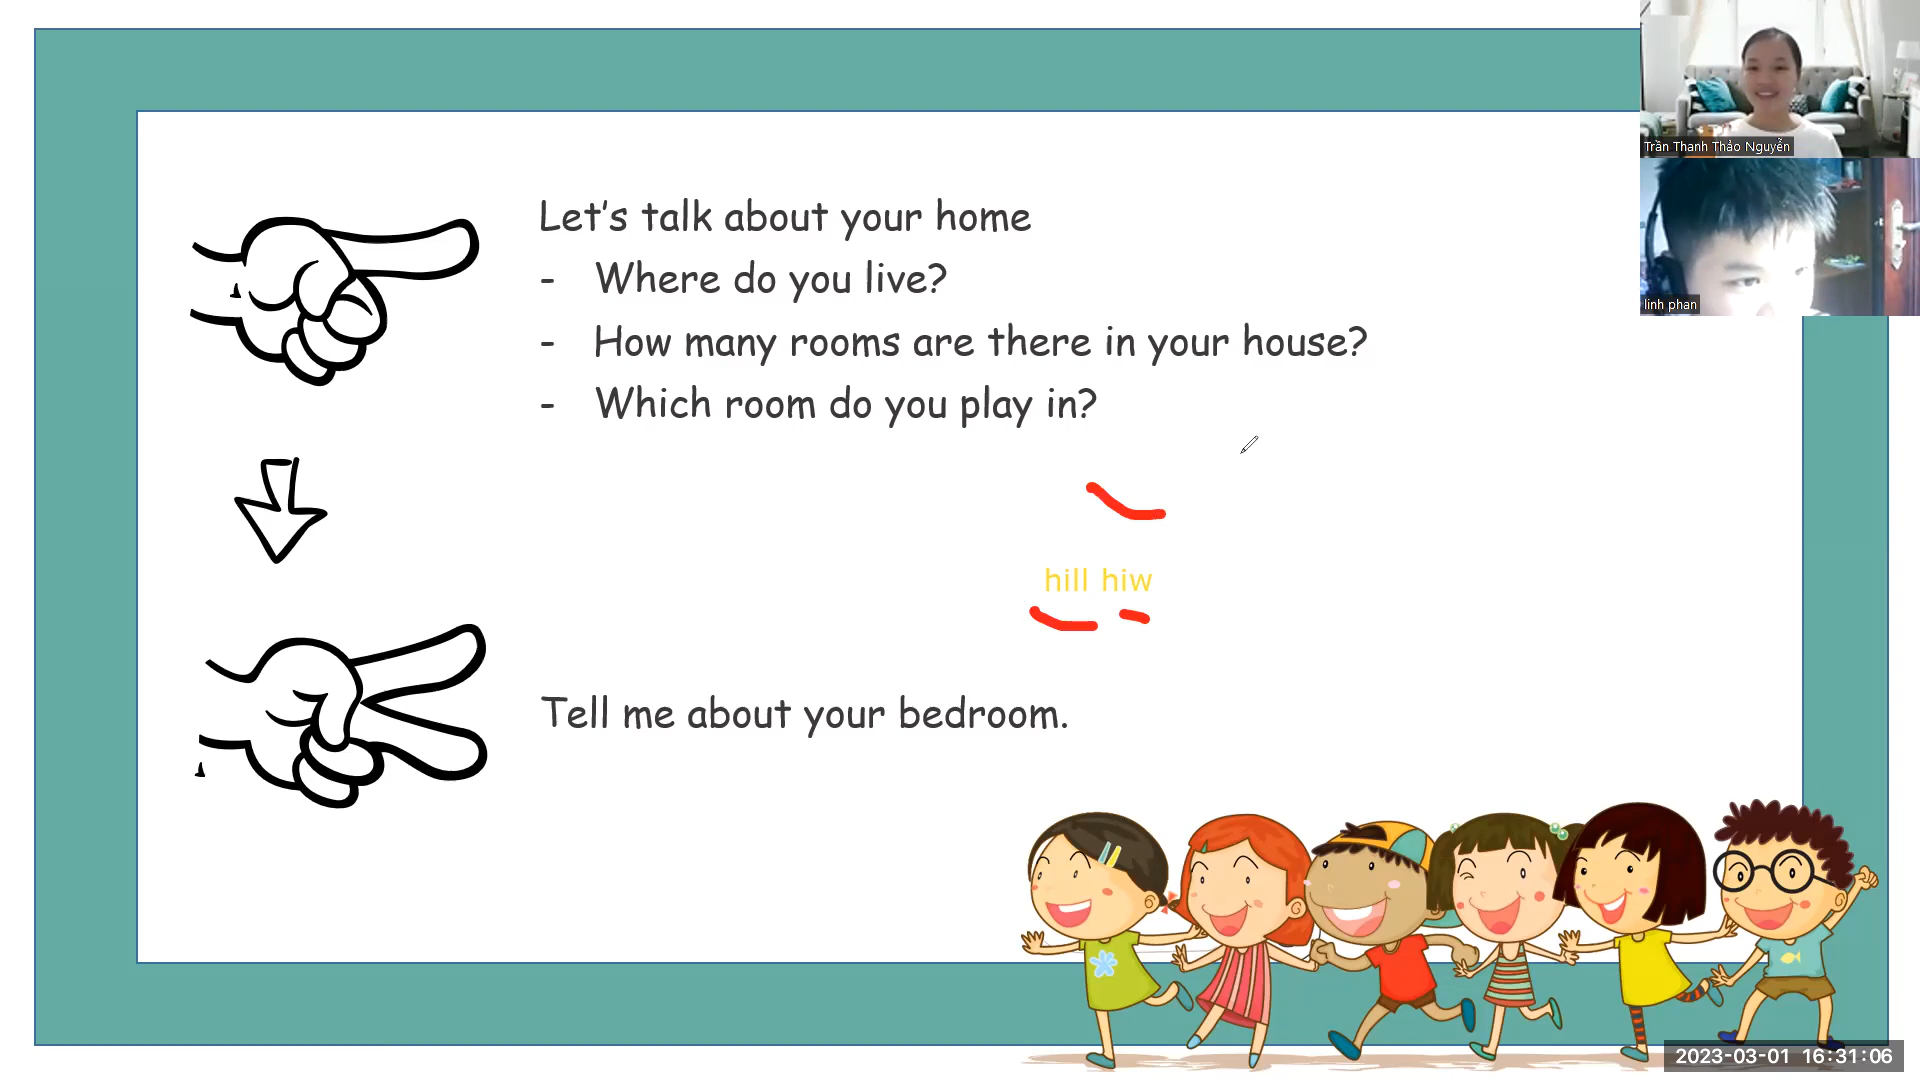 Let's talk about your home
- Where do you live?
- How many rooms are there in your house?
- Which room do you play in?
hill hiw
Tell me about your bedroom.
Trần Thanh Thảo Nguyễn
linh phan
2023-03-01 16:31:06